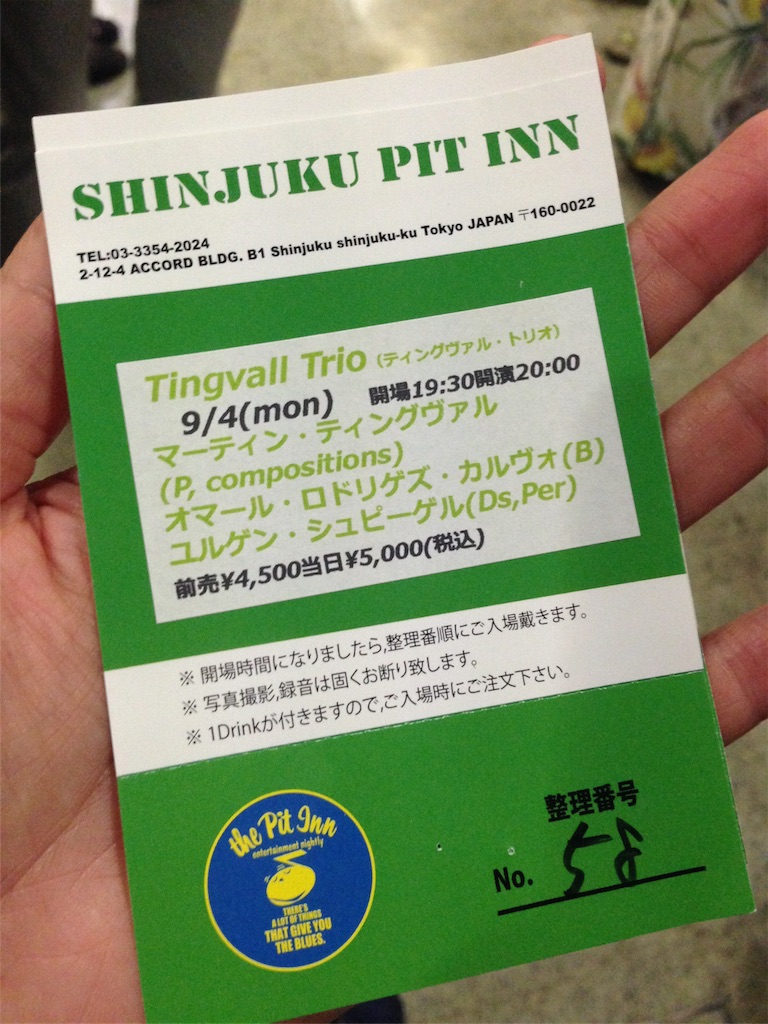 SHINJUKU PIT INN
TEL:03-3354-2024
2-12-4 ACCORD BLDG. B1 Shinjuku shinjuku-ku Tokyo JAPAN 〒160-0022
Tingvall Trio (ティングヴァル・トリオ)
9/4(mon) 開場19:30開演20:00
マーティン・ティングヴァル
(P, compositions)
オマール・ロドリゲズ・カルヴォ(B)
ユルゲン・シュピーゲル(Ds,Per)
前売¥4,500当日¥5,000(税込)
※ 開場時間になりましたら,整理番順にご入場戴きます。
※ 写真撮影,録音は固くお断り致します。
※ 1Drinkが付きますので,ご入場時にご注文下さい。
the Pit Inn
entertainment nightly
THERE'S
A LOT OF THINGS
THAT GIVE YOU
THE BLUES.
整理番号
No. 58